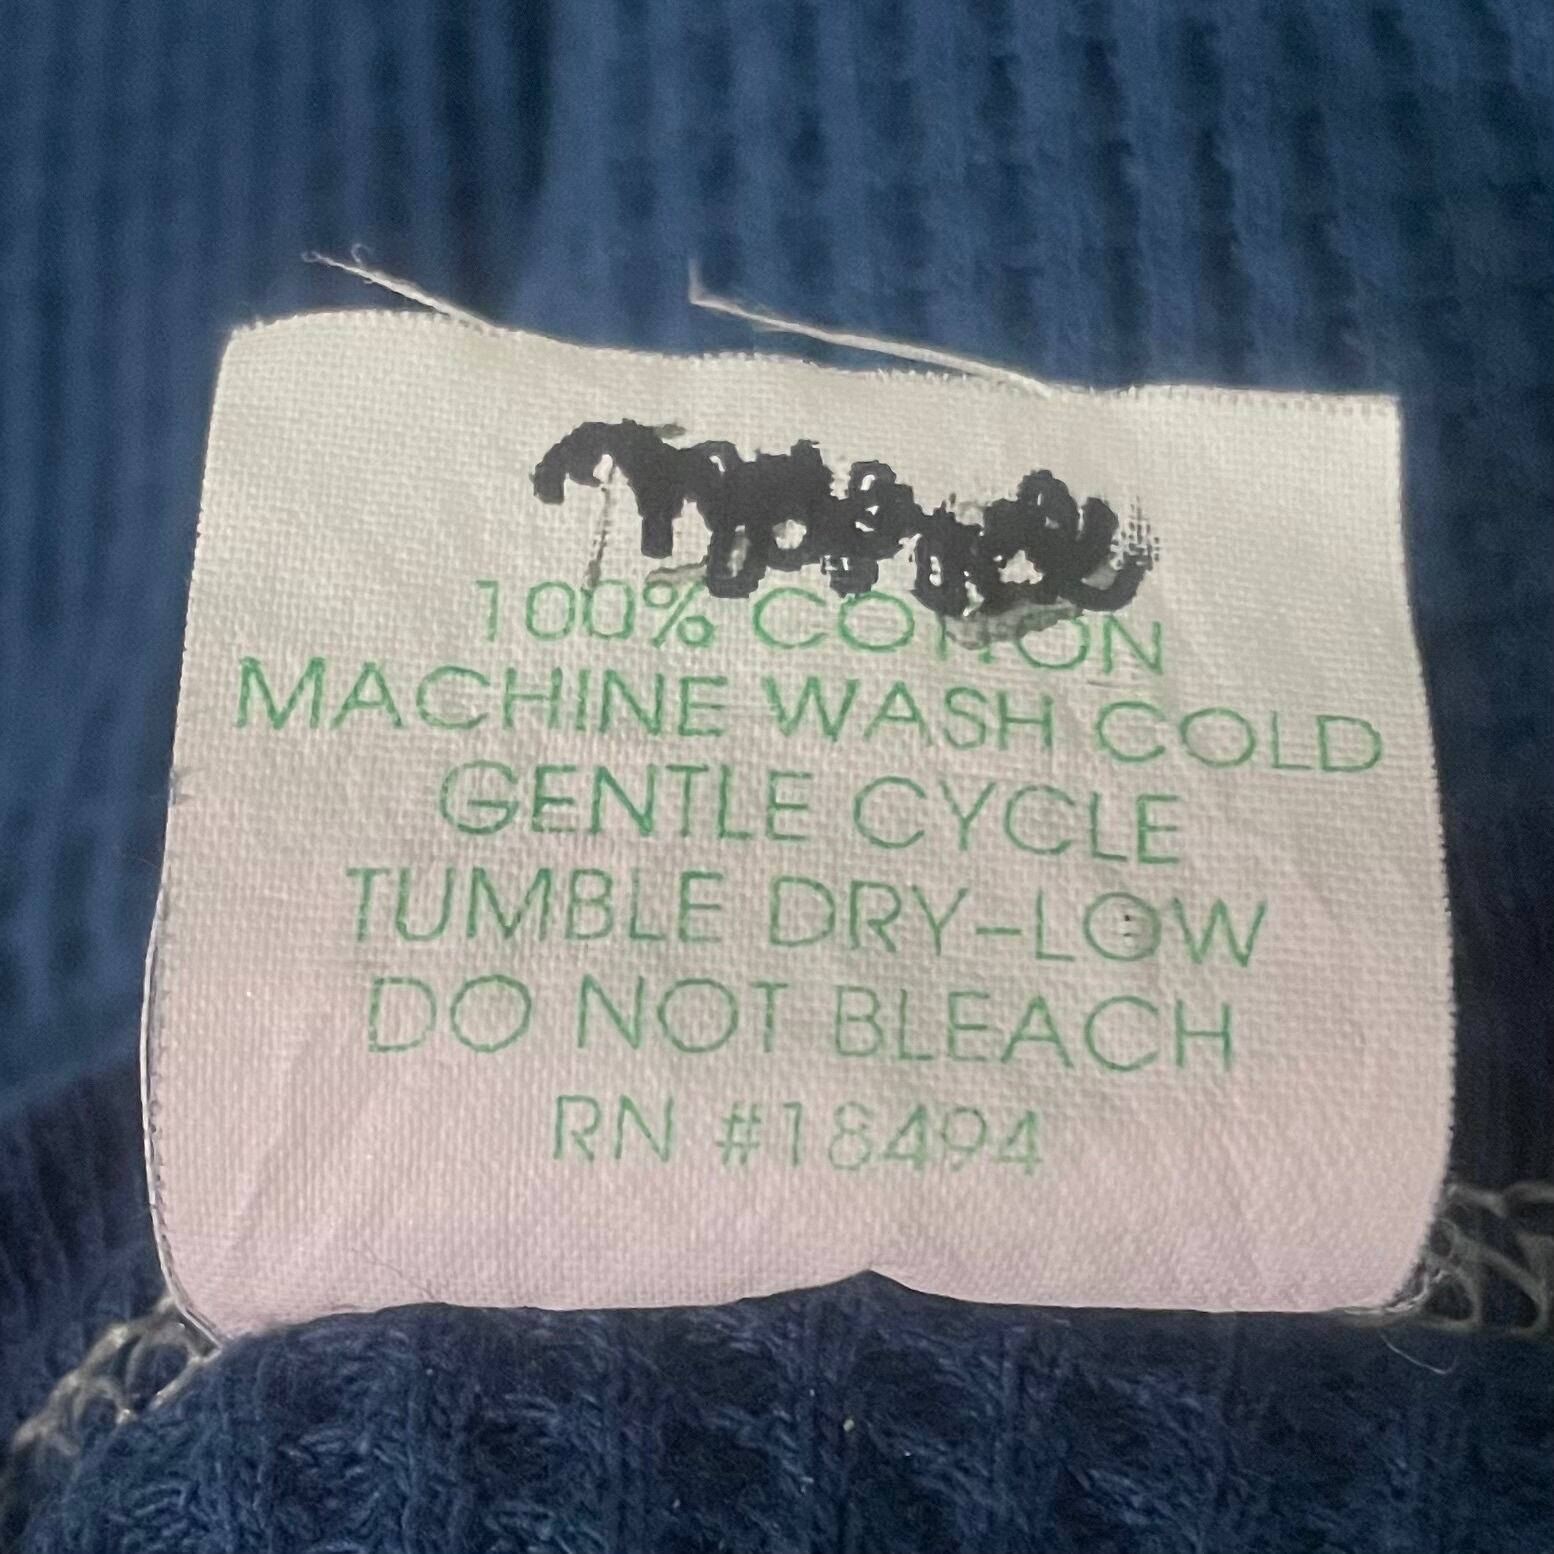 100% COTTON
MACHINE WASH COLD
GENTLE CYCLE
TUMBLE DRY-LOW
DO NOT BLEACH
RN #18494